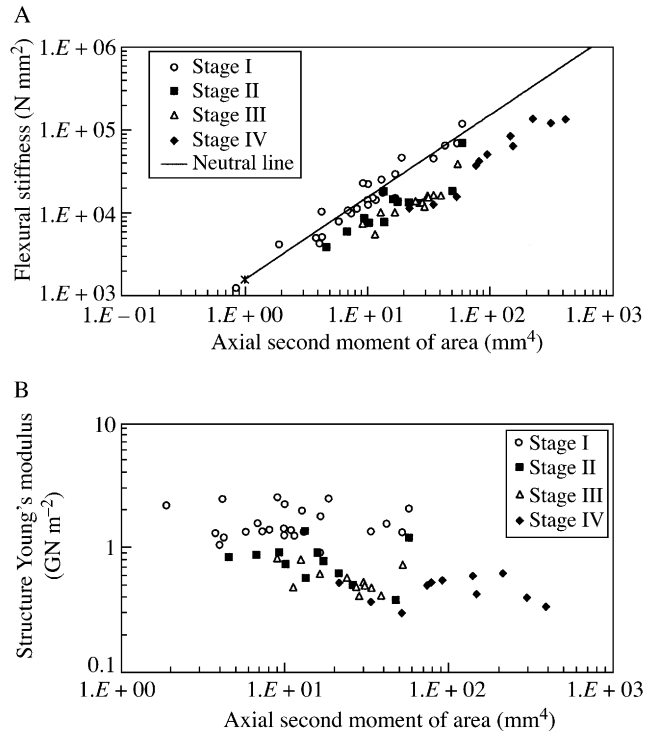 A
Flexural stiffness (N mm²)
1.E + 06
1.E + 05
1.E + 04
1.E + 03
Stage I
Stage II
Stage III
Stage IV
Neutral line
1.E − 01 1.E + 00 1.E + 01 1.E + 02 1.E + 03
Axial second moment of area (mm⁴)
B
Structure Young's modulus
(GN m⁻²)
10
1
0.1
Stage I
Stage II
Stage III
Stage IV
1.E + 00 1.E + 01 1.E + 02 1.E + 03
Axial second moment of area (mm⁴)